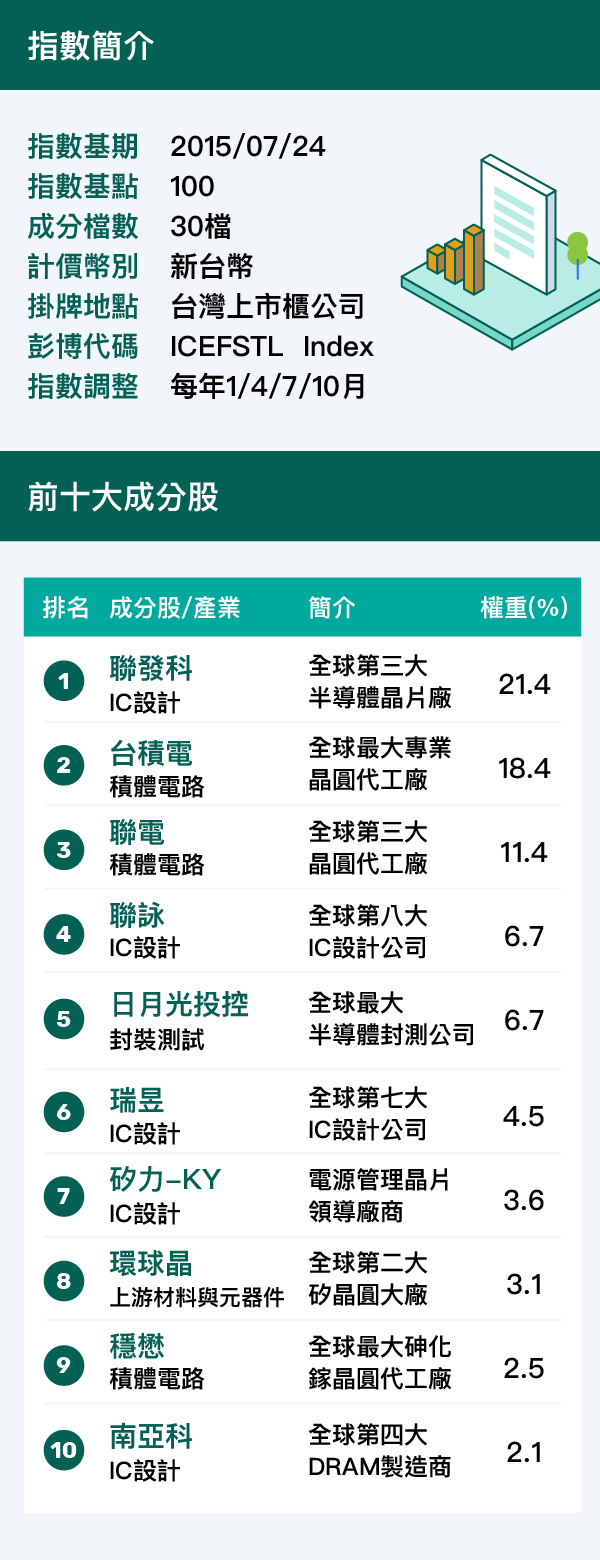 指數簡介
指數基期 2015/07/24
指數基點 100
成分檔數 30檔
計價幣別 新台幣
掛牌地點 台灣上市櫃公司
彭博代碼 ICEFSTL Index
指數調整 每年1/4/7/10月
前十大成分股
排名 成分股/產業 簡介 權重(%)
1 聯發科 全球第三大 21.4
IC設計 半導體晶片廠
2 台積電 全球最大專業 18.4
積體電路 晶圓代工廠
3 聯電 全球第三大 11.4
積體電路 晶圓代工廠
4 聯詠 全球第八大 6.7
IC設計 IC設計公司
5 日月光投控 全球最大 6.7
封裝測試 半導體封測公司
6 瑞昱 全球第七大 4.5
IC設計 IC設計公司
7 矽力-KY 電源管理晶片 3.6
IC設計 領導廠商
8 環球晶 全球第二大 3.1
上游材料與元器件 矽晶圓大廠
9 穩懋 全球最大砷化 2.5
積體電路 鎵晶圓代工廠
10 南亞科 全球第四大 2.1
IC設計 DRAM製造商